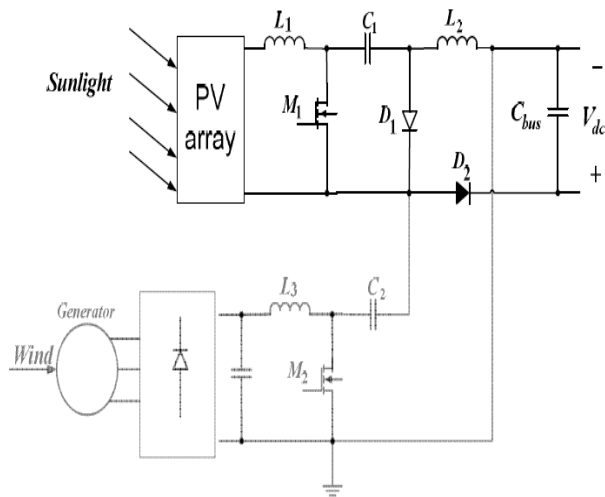 L1
C1
L2
Sunlight
PV
array
M1
D1
D2
Cbus
Vdc
−
+
Generator
Wind
L3
C2
M2